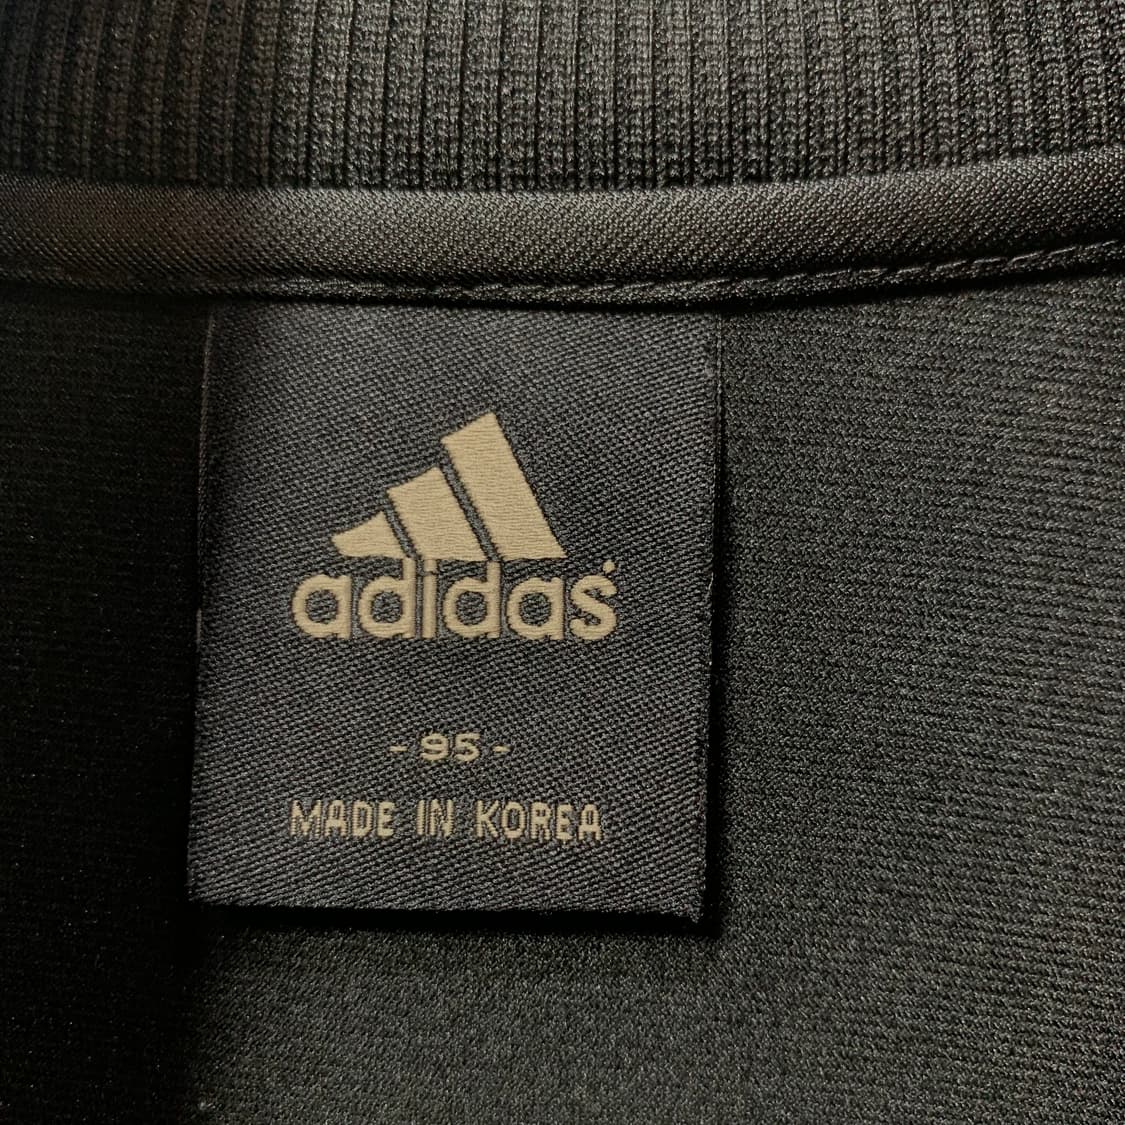 adidas
- 95 -
MADE IN KOREA